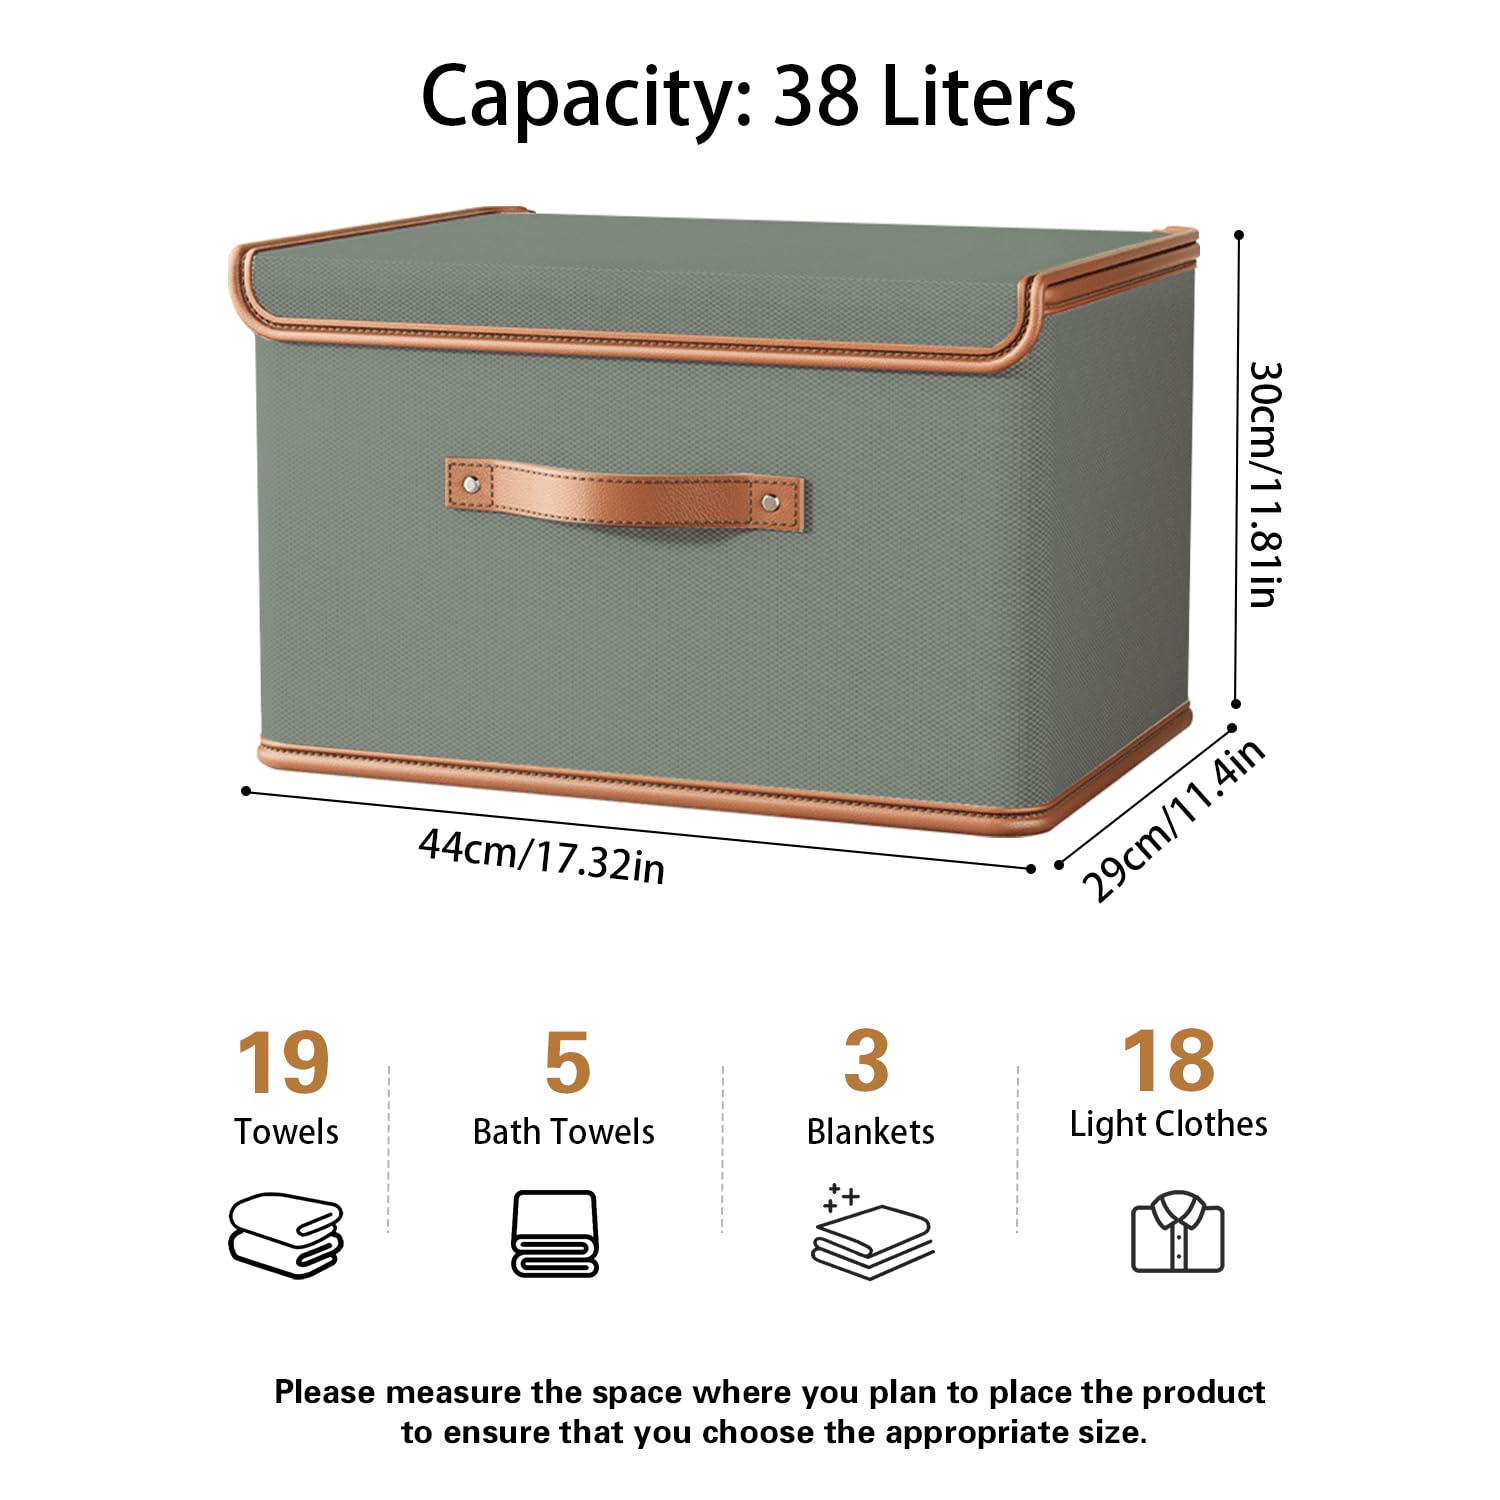 Capacity: 38 Liters
30cm/11.81in
44cm/17.32in
29cm/11.4in
19
Towels
5
Bath Towels
3
Blankets
18
Light Clothes
Please measure the space where you plan to place the product
to ensure that you choose the appropriate size.